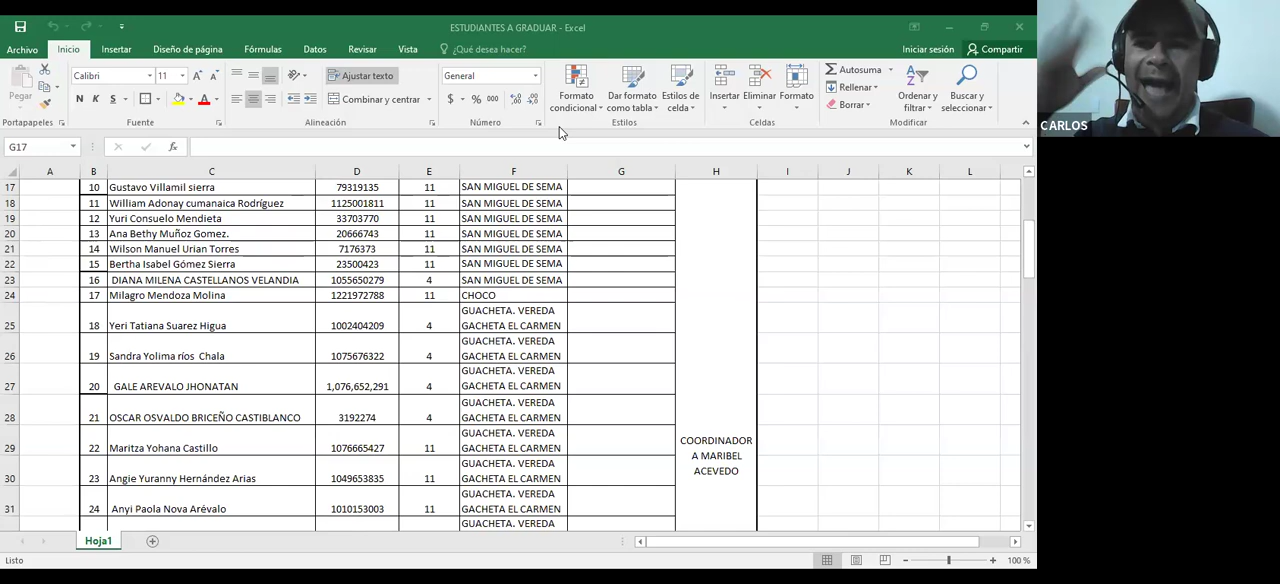 ESTUDIANTES A GRADUAR - Excel
Archivo Inicio Insertar Diseño de página Fórmulas Datos Revisar Vista ¿Qué desea hacer? Iniciar sesión Compartir
Pegar
Calibri 11
N K S
Ajustar texto
Combinar y centrar
General
$ % 000
Formato condicional
Dar formato como tabla
Estilos de celda
Insertar Eliminar Formato
Autosuma
Rellenar
Borrar
Ordenar y filtrar
Buscar y seleccionar
Portapapeles Fuente Alineación Número Estilos Celdas Modificar
CARLOS
G17 fx
A B C D E F G H I J K L
17 10 Gustavo Villamil sierra 79319135 11 SAN MIGUEL DE SEMA
18 11 William Adonay cumanaica Rodríguez 1125001811 11 SAN MIGUEL DE SEMA
19 12 Yuri Consuelo Mendieta 33703770 11 SAN MIGUEL DE SEMA
20 13 Ana Bethy Muñoz Gomez. 20666743 11 SAN MIGUEL DE SEMA
21 14 Wilson Manuel Urian Torres 7176373 11 SAN MIGUEL DE SEMA
22 15 Bertha Isabel Gómez Sierra 23500423 11 SAN MIGUEL DE SEMA
23 16 DIANA MILENA CASTELLANOS VELANDIA 1055650279 4 SAN MIGUEL DE SEMA
24 17 Milagro Mendoza Molina 1221972788 11 CHOCO
GUACHETA. VEREDA
25 18 Yeri Tatiana Suarez Higua 1002404209 4 GACHETA EL CARMEN
GUACHETA. VEREDA
26 19 Sandra Yolima ríos Chala 1075676322 4 GACHETA EL CARMEN
GUACHETA. VEREDA
27 20 GALE AREVALO JHONATAN 1,076,652,291 4 GACHETA EL CARMEN
GUACHETA. VEREDA
28 21 OSCAR OSVALDO BRICEÑO CASTIBLANCO 3192274 4 GACHETA EL CARMEN
GUACHETA. VEREDA
29 22 Maritza Yohana Castillo 1076665427 11 GACHETA EL CARMEN
GUACHETA. VEREDA
30 23 Angie Yuranny Hernández Arias 1049653835 11 GACHETA EL CARMEN
GUACHETA. VEREDA
31 24 Anyi Paola Nova Arévalo 1010153003 11 GACHETA EL CARMEN
GUACHETA. VEREDA
COORDINADOR
A MARIBEL
ACEVEDO
Hoja1
Listo 100 %